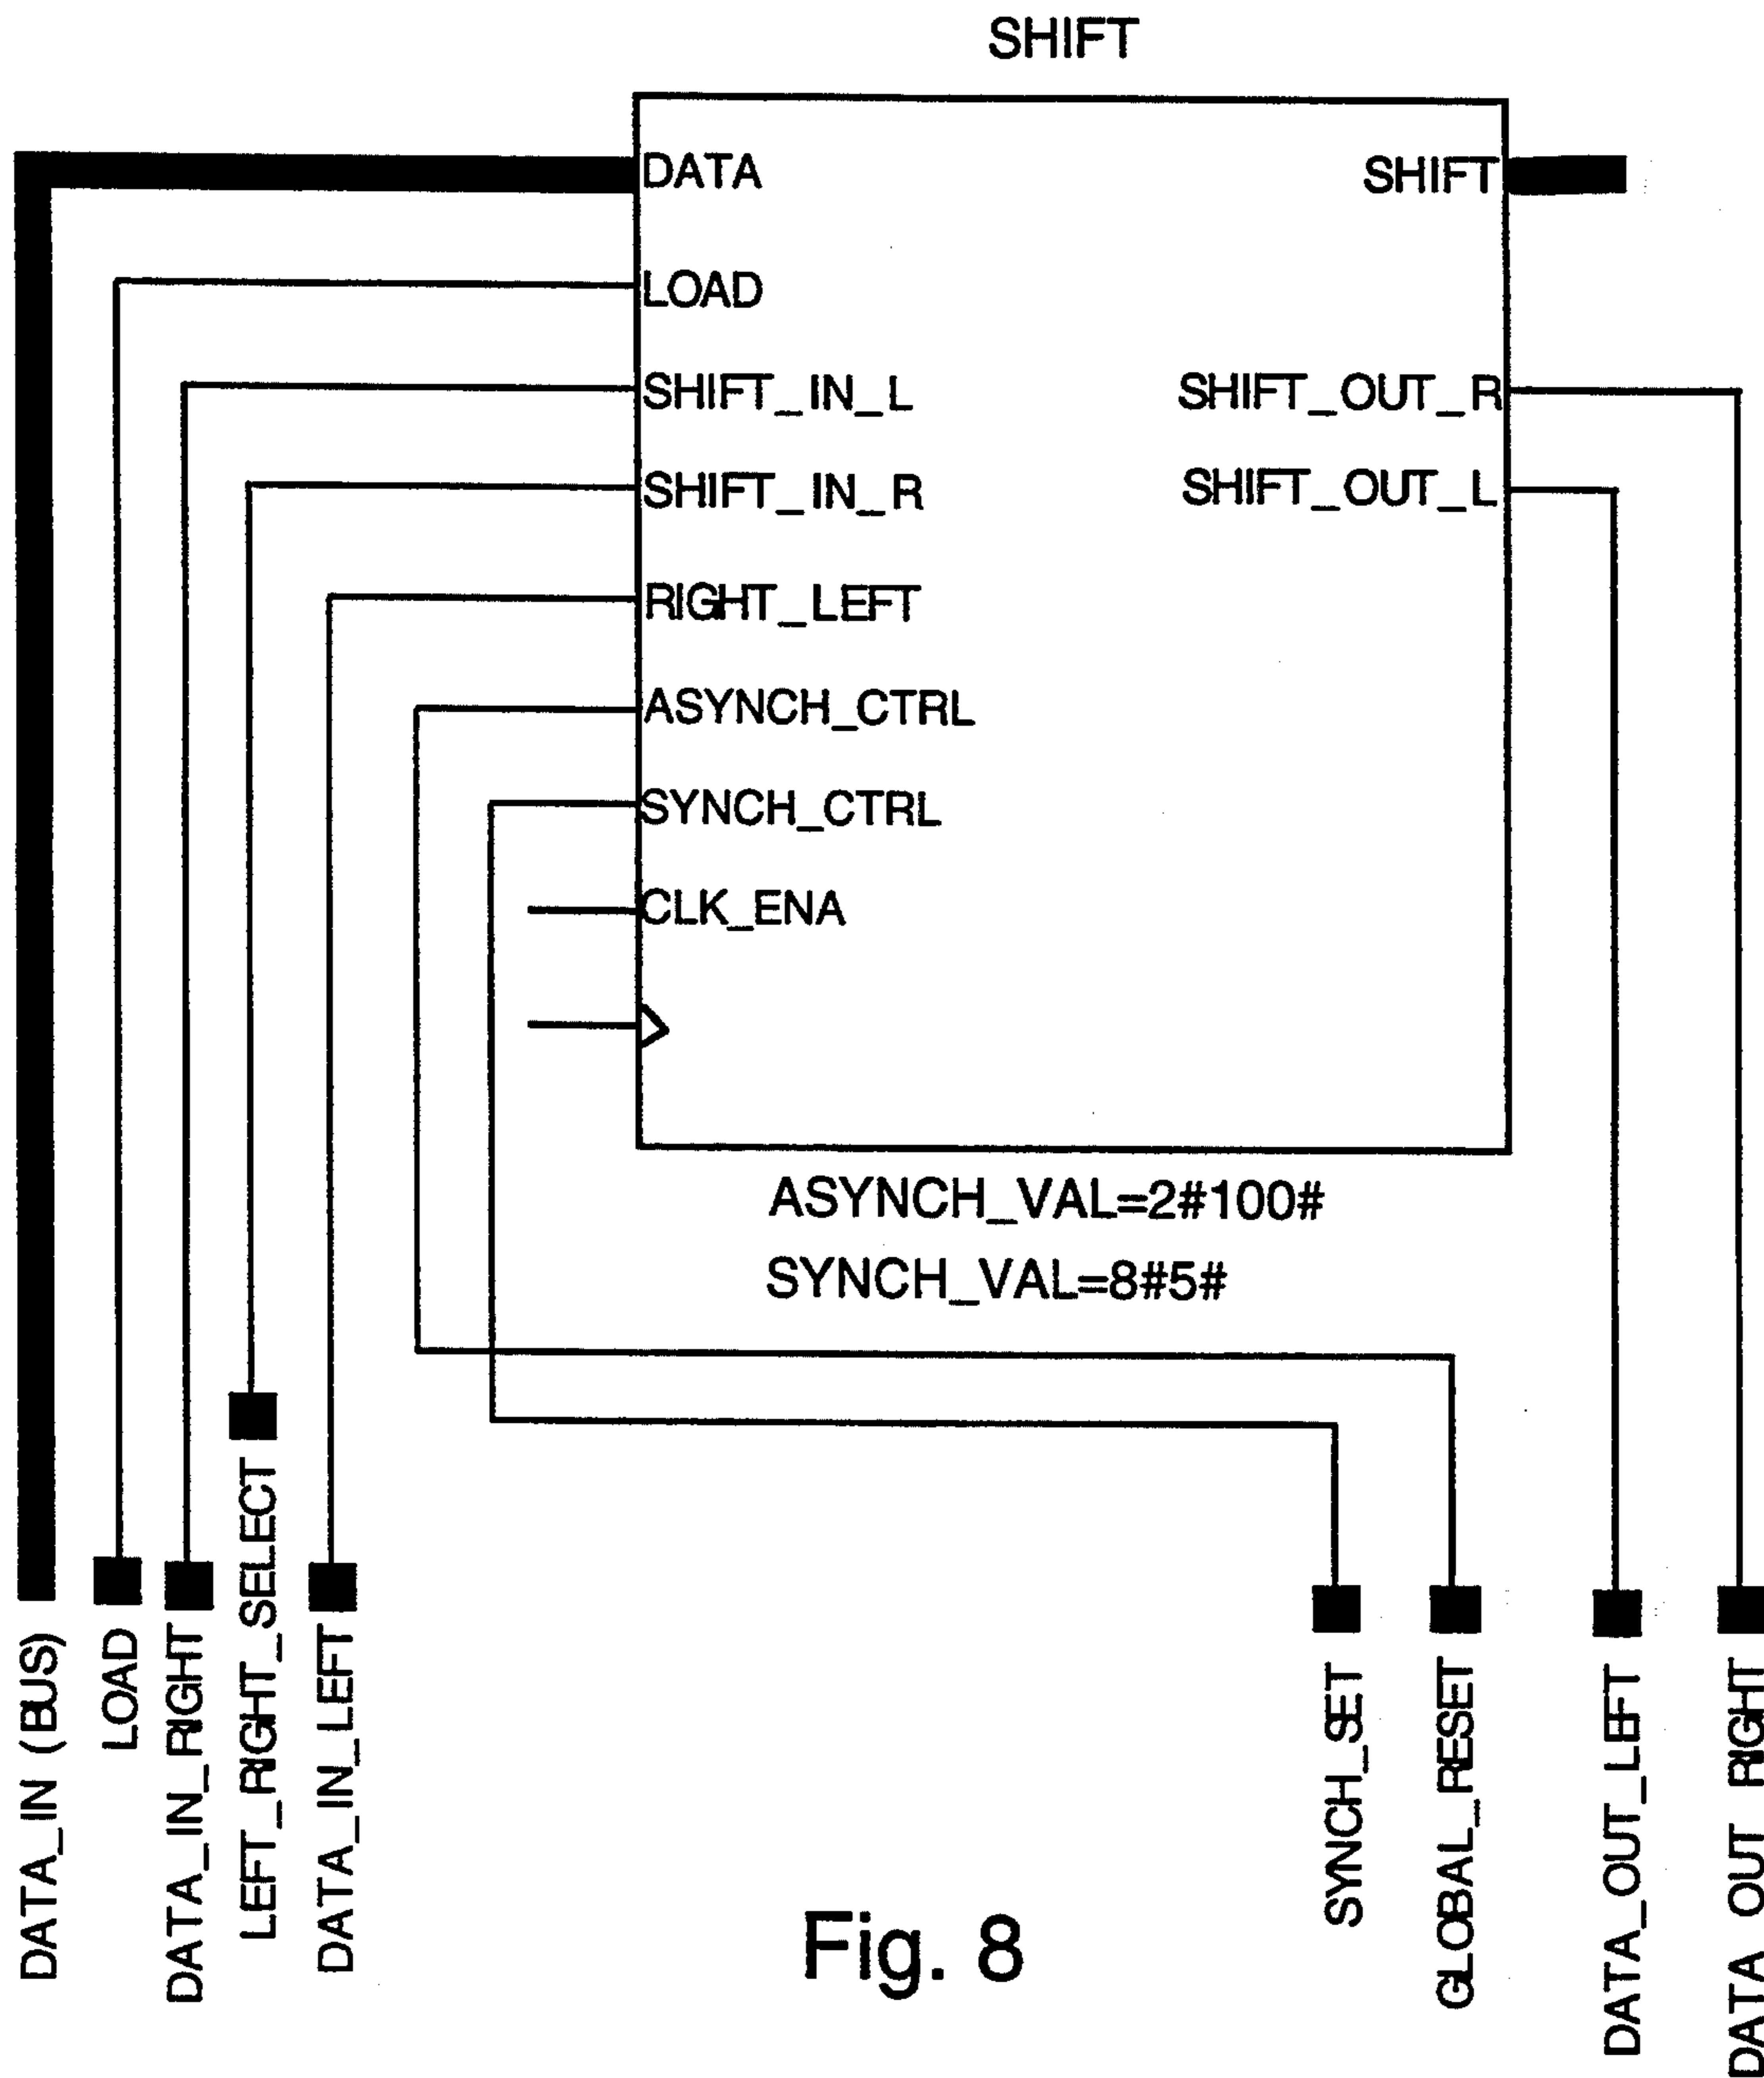 SHIFT
DATA
SHIFT
LOAD
SHIFT_IN_L
SHIFT_OUT_R
SHIFT_IN_R
SHIFT_OUT_L
RIGHT_LEFT
ASYNCH_CTRL
SYNCH_CTRL
CLK_ENA
ASYNCH_VAL=2#100#
SYNCH_VAL=8#5#
DATA_IN (BUS)
LOAD
DATA_IN_RIGHT
LEFT_RIGHT_SELECT
DATA_IN_LEFT
SYNCH_SET
GLOBAL_RESET
DATA_OUT_LEFT
DATA_OUT_RIGHT
Fig. 8